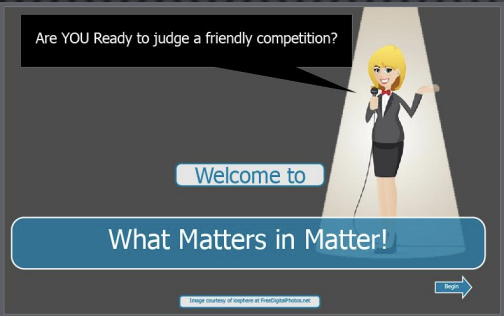 Are YOU Ready to judge a friendly competition?
Welcome to
What Matters in Matter!
Begin
Image courtesy of iosphere at FreeDigitalPhotos.net